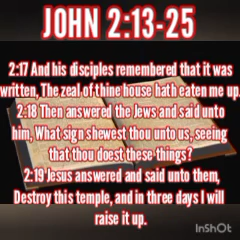 JOHN 2:13-25
2:17 And his disciples remembered that it was
written, The zeal of thine house hath eaten me up.
2:18 Then answered the Jews and said unto
him, What sign shewest thou unto us, seeing
that thou doest these things?
2:19 Jesus answered and said unto them,
Destroy this temple, and in three days I will
raise it up.
InShOt